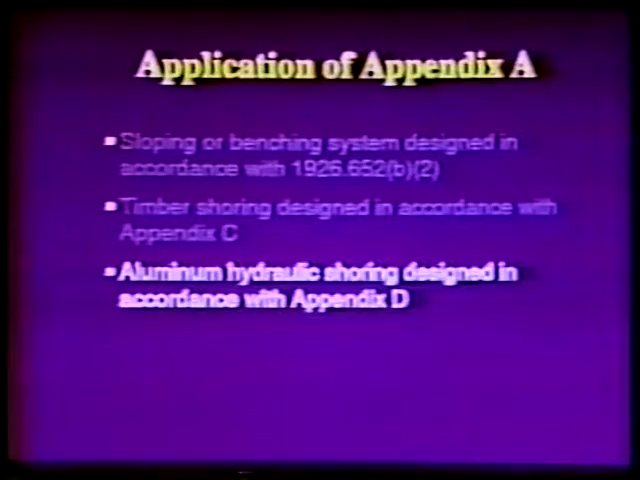 Application of Appendix A
▪Sloping or benching system designed in
accordance with 1926.652(b)(2)
▪Timber shoring designed in accordance with
Appendix C
▪Aluminum hydraulic shoring designed in
accordance with Appendix D